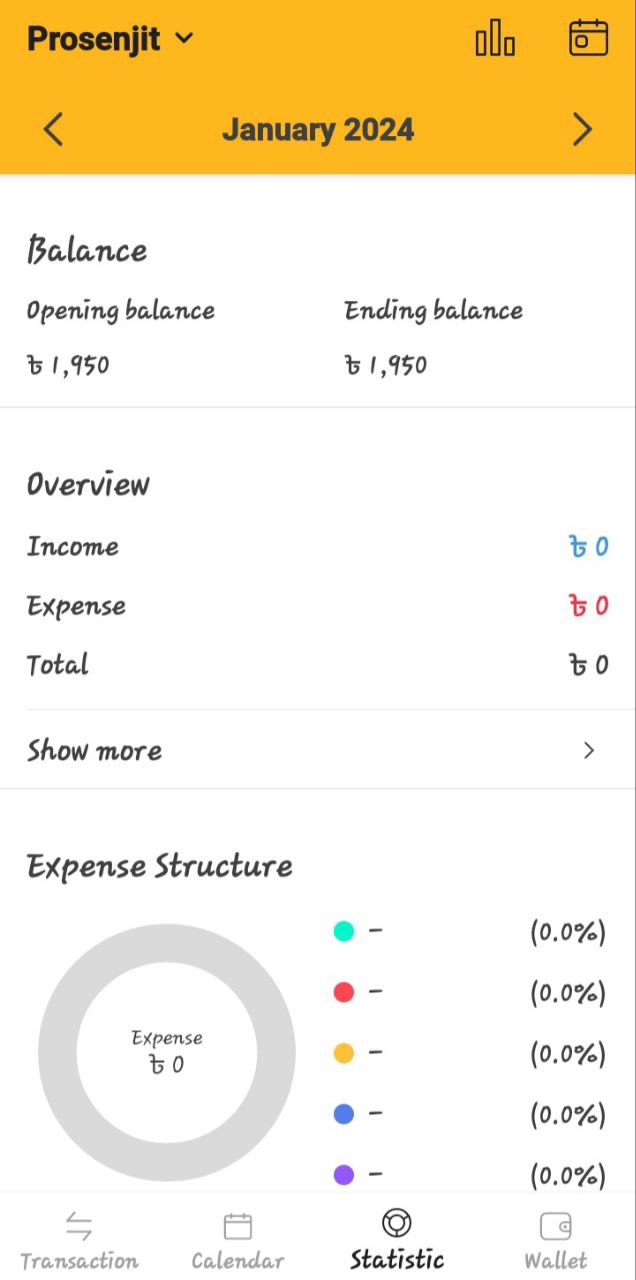 Prosenjit
January 2024
Balance
Opening balance Ending balance
৳ 1,950 ৳ 1,950
Overview
Income ৳ 0
Expense ৳ 0
Total ৳ 0
Show more
Expense Structure
– (0.0%)
– (0.0%)
Expense
৳ 0
– (0.0%)
– (0.0%)
– (0.0%)
Transaction Calendar Statistic Wallet